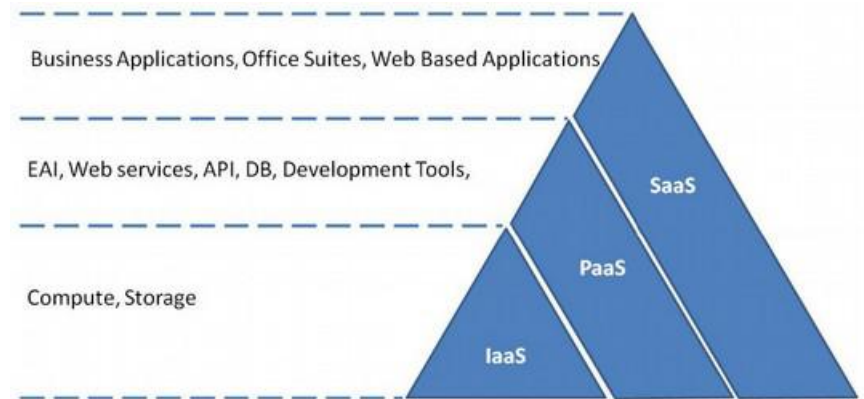 Business Applications, Office Suites, Web Based Applications
EAI, Web services, API, DB, Development Tools,
SaaS
PaaS
Compute, Storage
IaaS